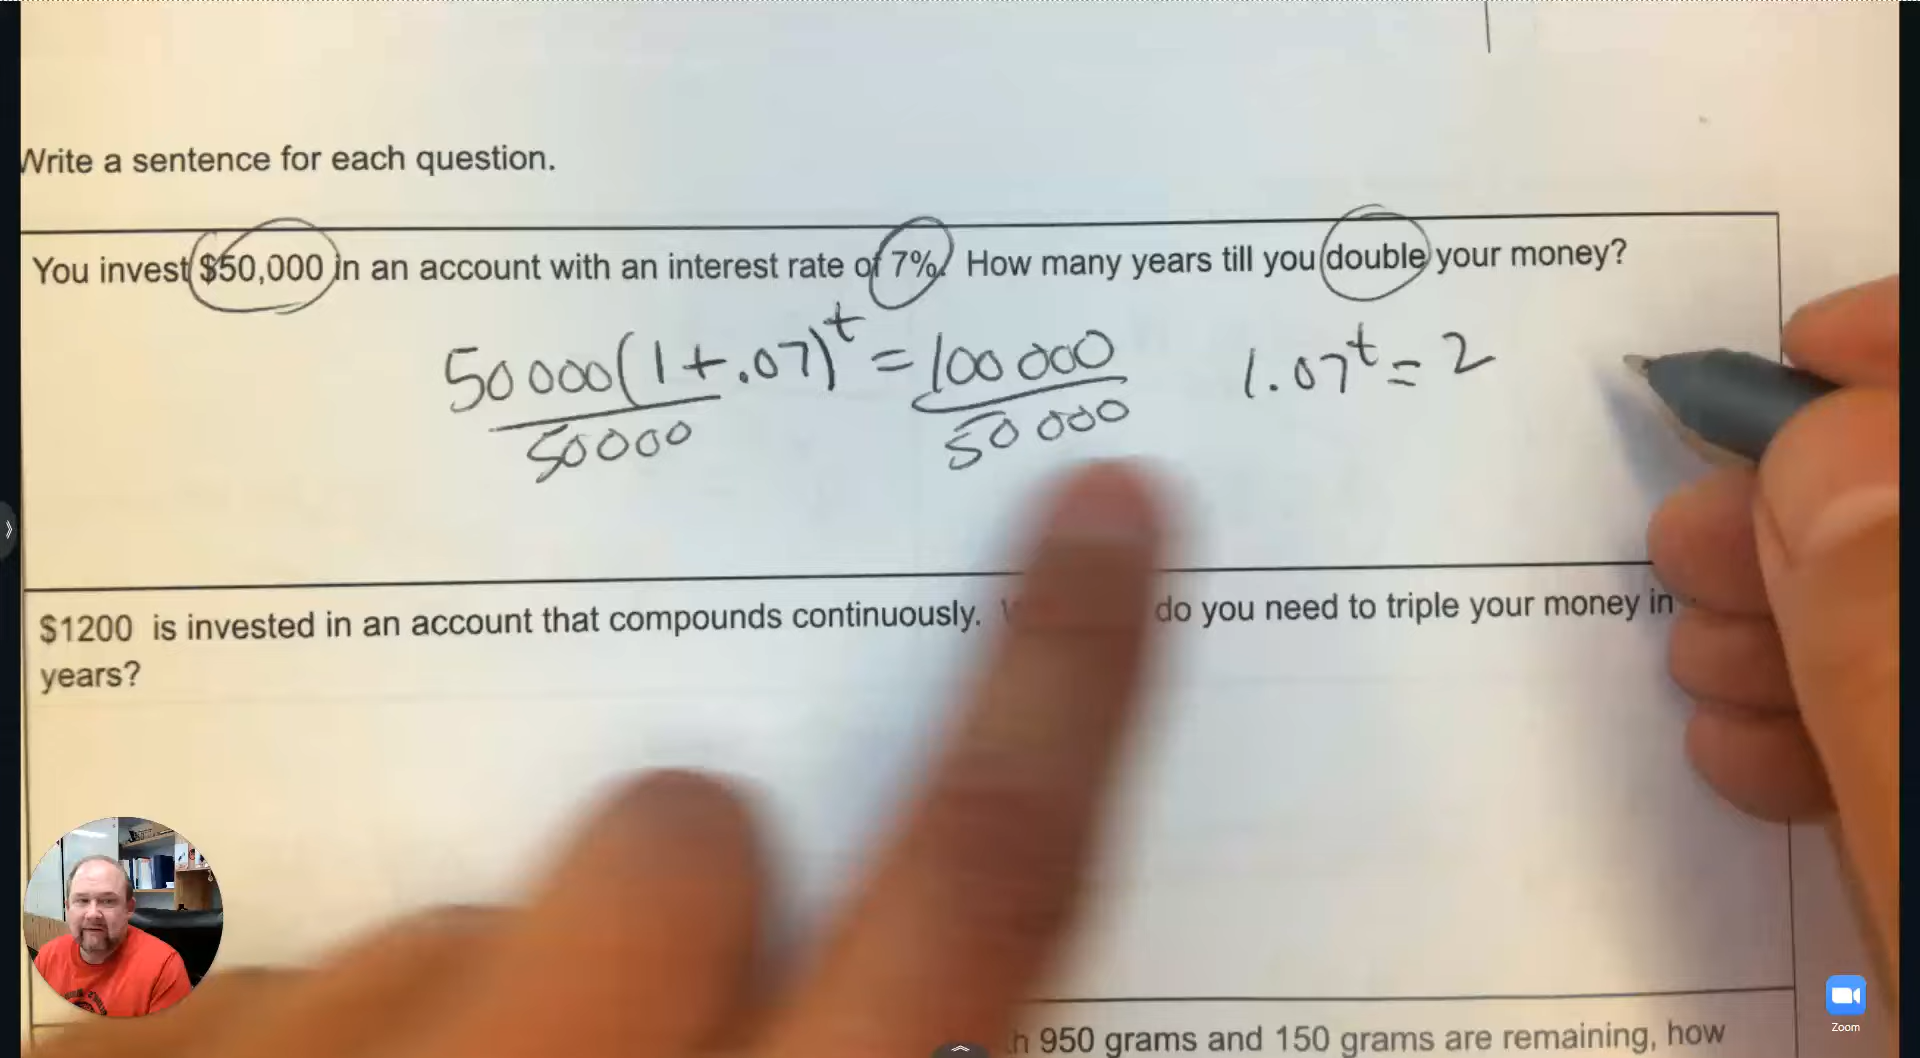 Write a sentence for each question.
You invest $50,000 in an account with an interest rate of 7%. How many years till you double your money?
50000(1+.07)^t = 100000
50000 50000
1.07^t = 2
$1200 is invested in an account that compounds continuously. do you need to triple your money in
years?
950 grams and 150 grams are remaining, how
Zoom